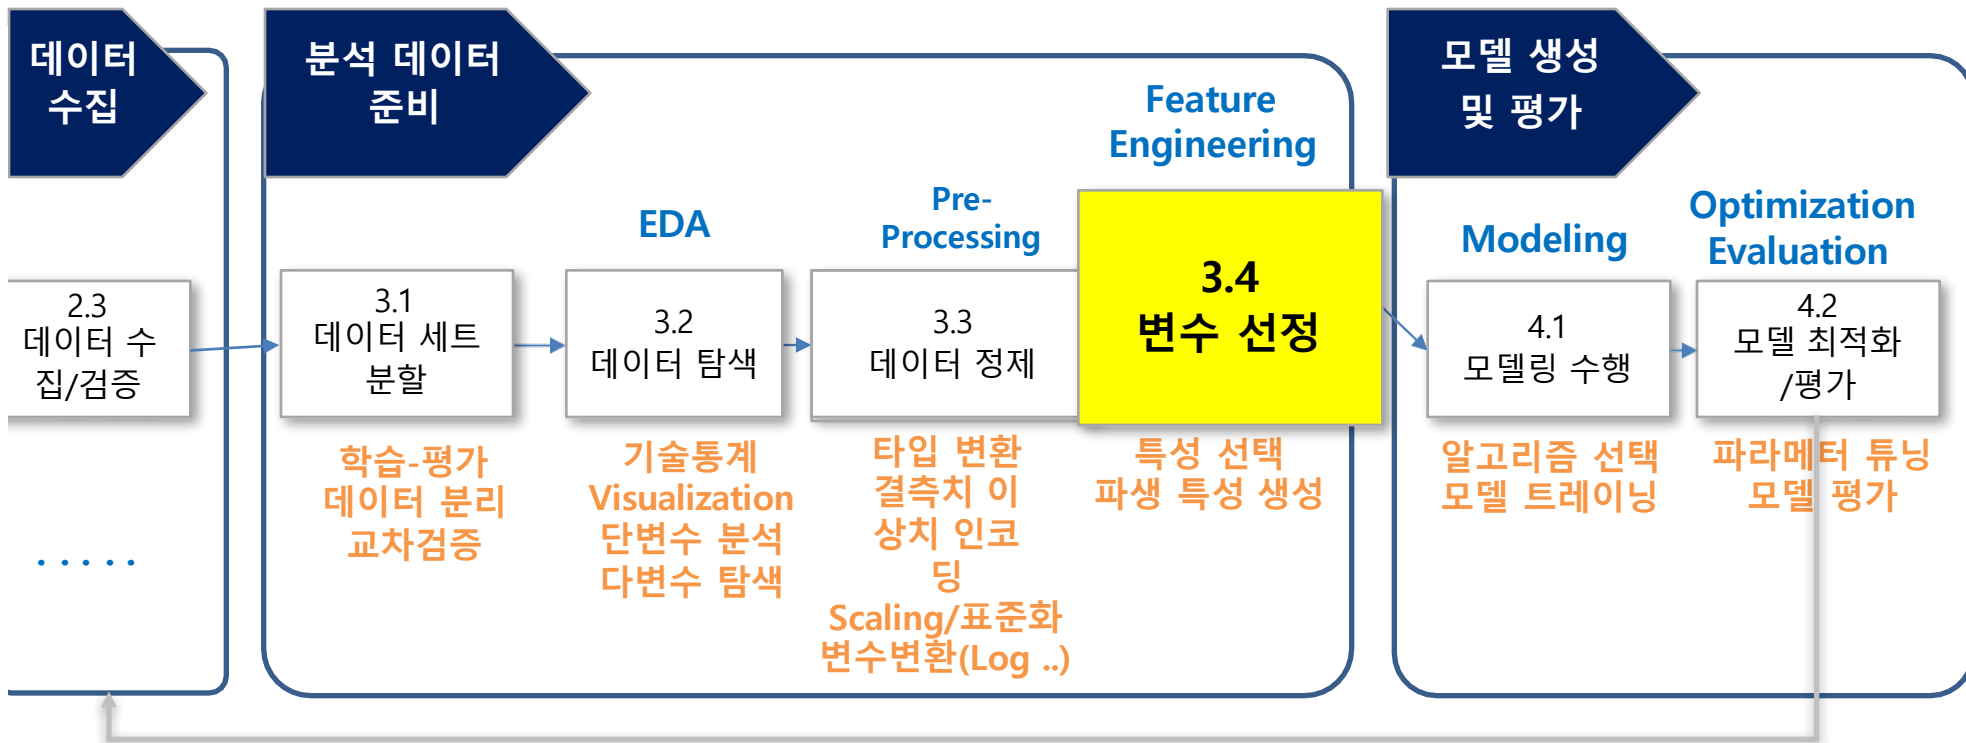 데이터
수집
분석 데이터
준비
모델 생성
및 평가
Feature
Engineering
EDA
Pre-
Processing
Modeling
Optimization
Evaluation
2.3
데이터 수
집/검증
3.1
데이터 세트
분할
3.2
데이터 탐색
3.3
데이터 정제
3.4
변수 선정
4.1
모델링 수행
4.2
모델 최적화
/평가
.....
학습-평가
데이터 분리
교차검증
기술통계
Visualization
단변수 분석
다변수 탐색
타입 변환
결측치 이
상치 인코
딩
Scaling/표준화
변수변환(Log ..)
특성 선택
파생 특성 생성
알고리즘 선택
모델 트레이닝
파라메터 튜닝
모델 평가